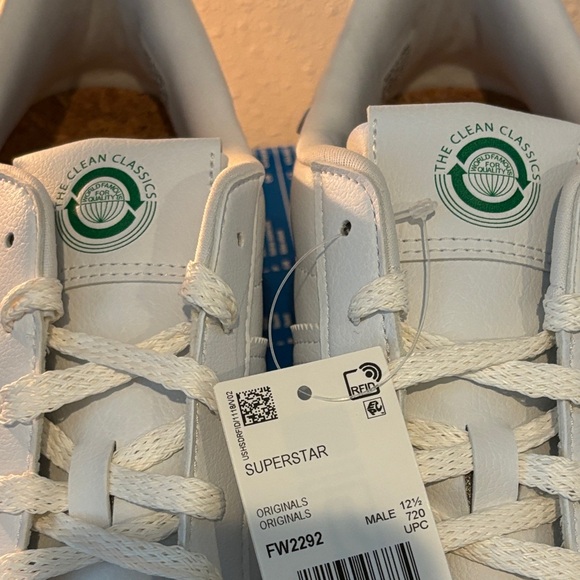 THE CLEAN CLASSICS
WORLD FAMOUS
FOR
QUALITY
THE CLEAN CLASSICS
WORLD FAMOUS
FOR
QUALITY
RFID
SUPERSTAR
ORIGINALS
ORIGINALS
MALE 12½
720
UPC
FW2292